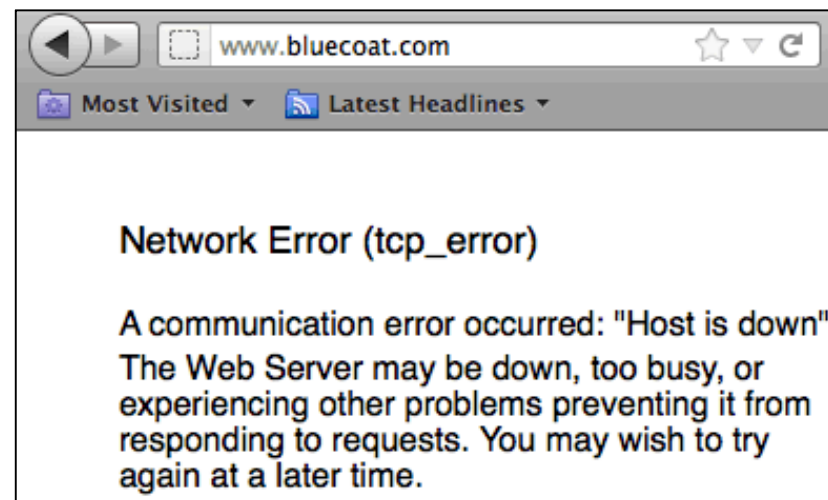 www.bluecoat.com
Most Visited Latest Headlines
Network Error (tcp_error)
A communication error occurred: "Host is down"
The Web Server may be down, too busy, or
experiencing other problems preventing it from
responding to requests. You may wish to try
again at a later time.